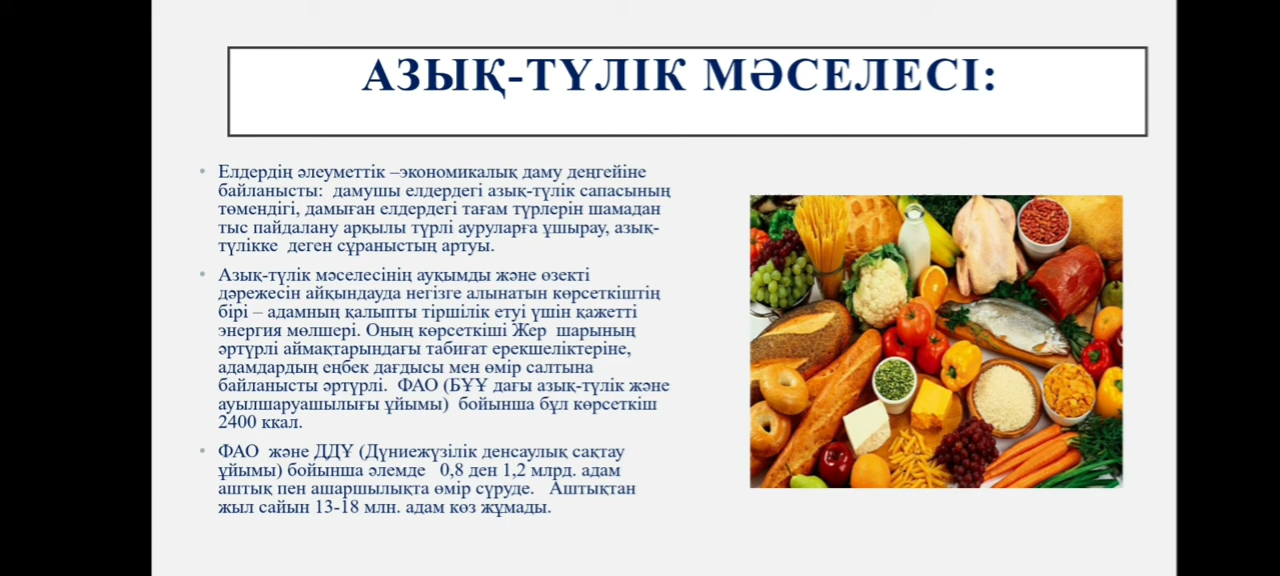 АЗЫҚ-ТҮЛІК МӘСЕЛЕСІ:
• Елдердің әлеуметтік –экономикалық даму деңгейіне
байланысты:  дамушы елдердегі азық-түлік сапасының
төмендігі, дамыған елдердегі тағам түрлерін шамадан
тыс пайдалану арқылы түрлі ауруларға ұшырау, азық-
түлікке  деген сұраныстың артуы.
• Азық-түлік мәселесінің ауқымды және өзекті
дәрежесін айқындауда негізге алынатын көрсеткіштің
бірі – адамның қалыпты тіршілік етуі үшін қажетті
энергия мөлшері. Оның көрсеткіші Жер  шарының
әртүрлі аймақтарындағы табиғат ерекшеліктеріне,
адамдардың еңбек дағдысы мен өмір салтына
байланысты әртүрлі.  ФАО (БҰҰ дағы азық-түлік және
ауылшаруашылығы ұйымы)  бойынша бұл көрсеткіш
2400 ккал.
• ФАО  және ДДҰ (Дүниежүзілік денсаулық сақтау
ұйымы) бойынша әлемде   0,8 ден 1,2 млрд. адам
аштық пен ашаршылықта өмір сүруде.   Аштықтан
жыл сайын 13-18 млн. адам көз жұмады.